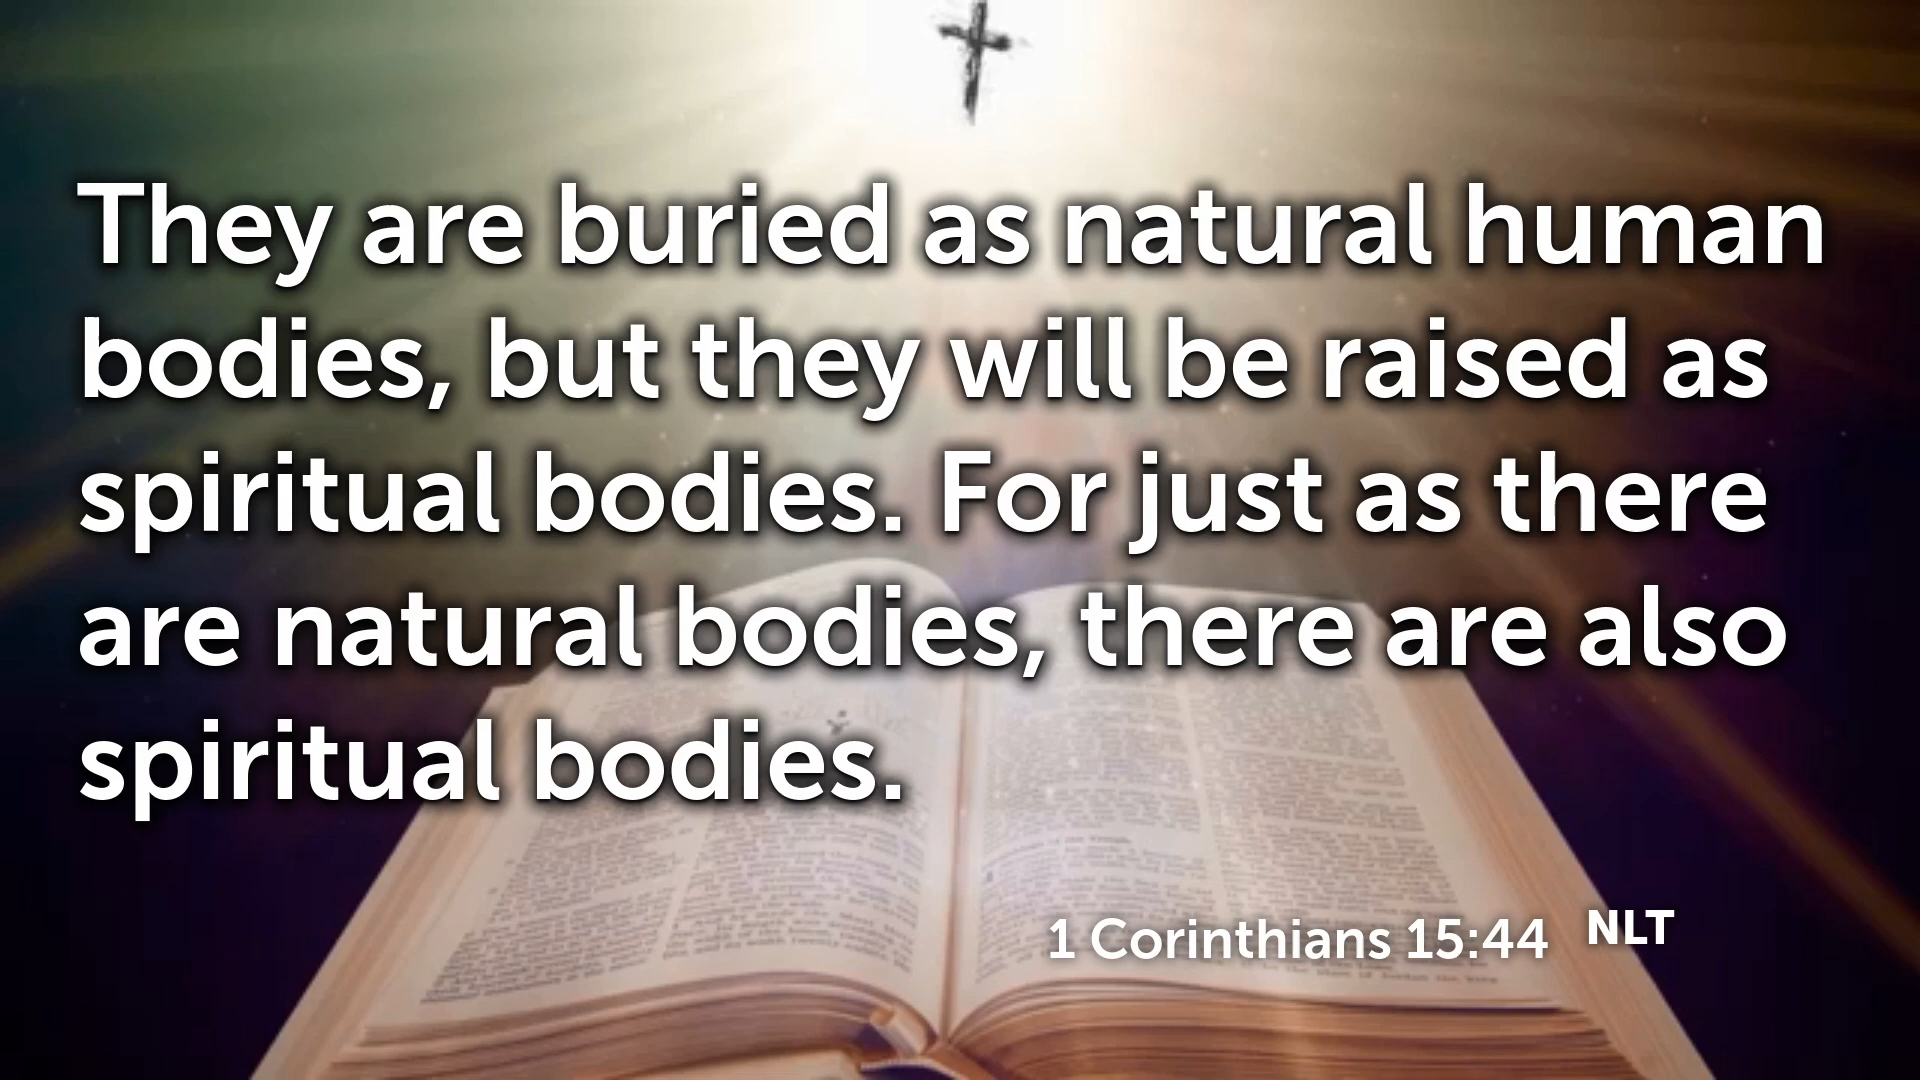 They are buried as natural human
bodies, but they will be raised as
spiritual bodies. For just as there
are natural bodies, there are also
spiritual bodies.
1 Corinthians 15:44 NLT